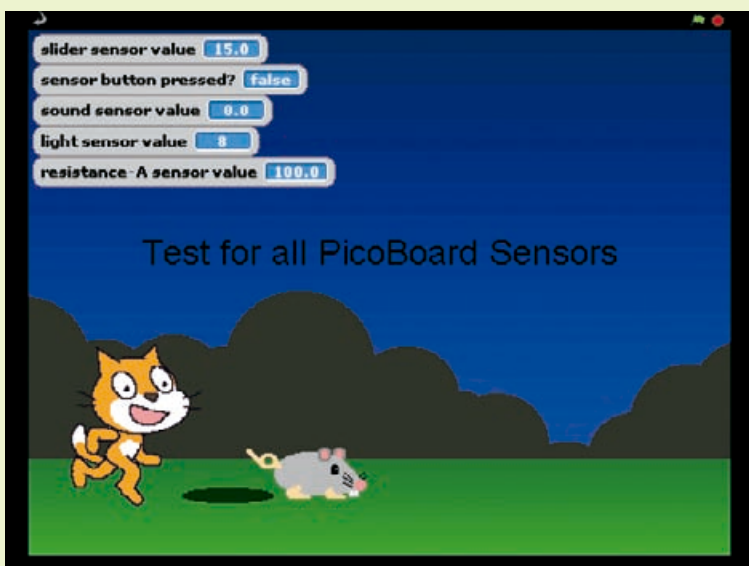 slider sensor value 15.0
sensor button pressed? false
sound sensor value 0.0
light sensor value 8
resistance-A sensor value 100.0
Test for all PicoBoard Sensors